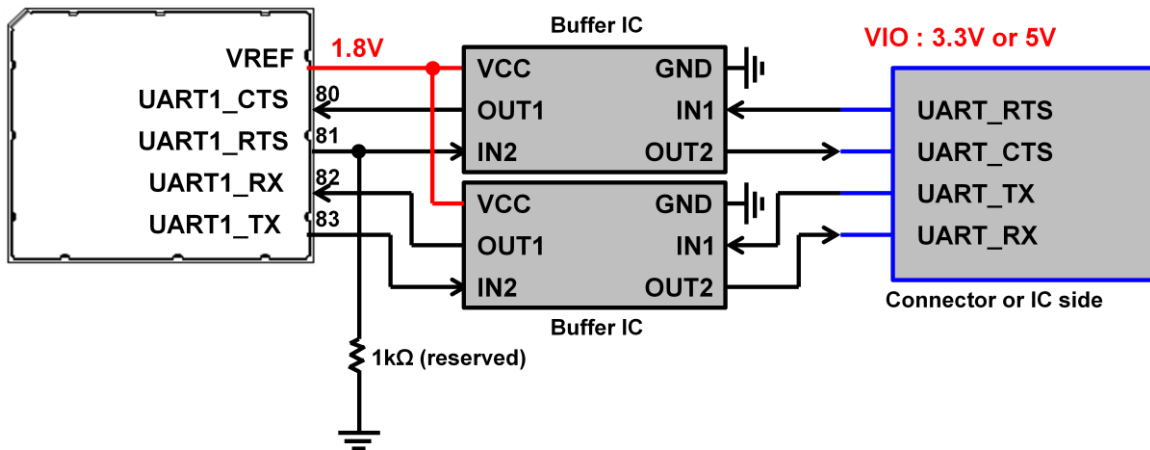 Buffer IC
VIO : 3.3V or 5V
1.8V
VREF
VCC
GND
UART1_CTS
80
OUT1
IN1
UART_RTS
UART1_RTS
81
IN2
OUT2
UART_CTS
UART1_RX
82
VCC
GND
UART_TX
UART1_TX
83
OUT1
IN1
UART_RX
IN2
OUT2
Connector or IC side
Buffer IC
1kΩ (reserved)